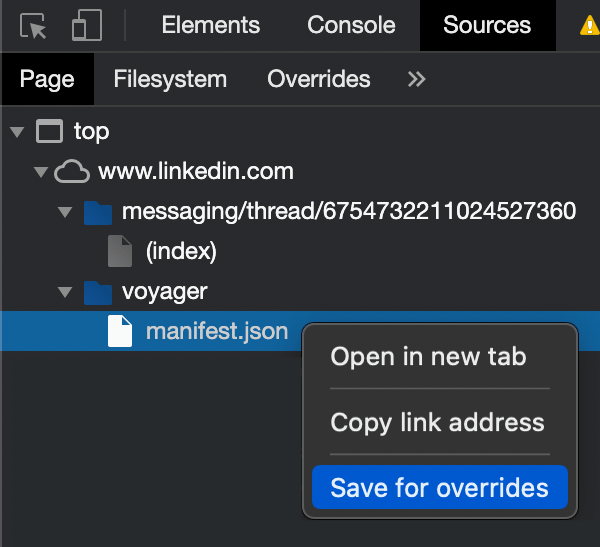 Elements Console Sources
Page Filesystem Overrides »
top
www.linkedin.com
messaging/thread/6754732211024527360
(index)
voyager
manifest.json
Open in new tab
Copy link address
Save for overrides